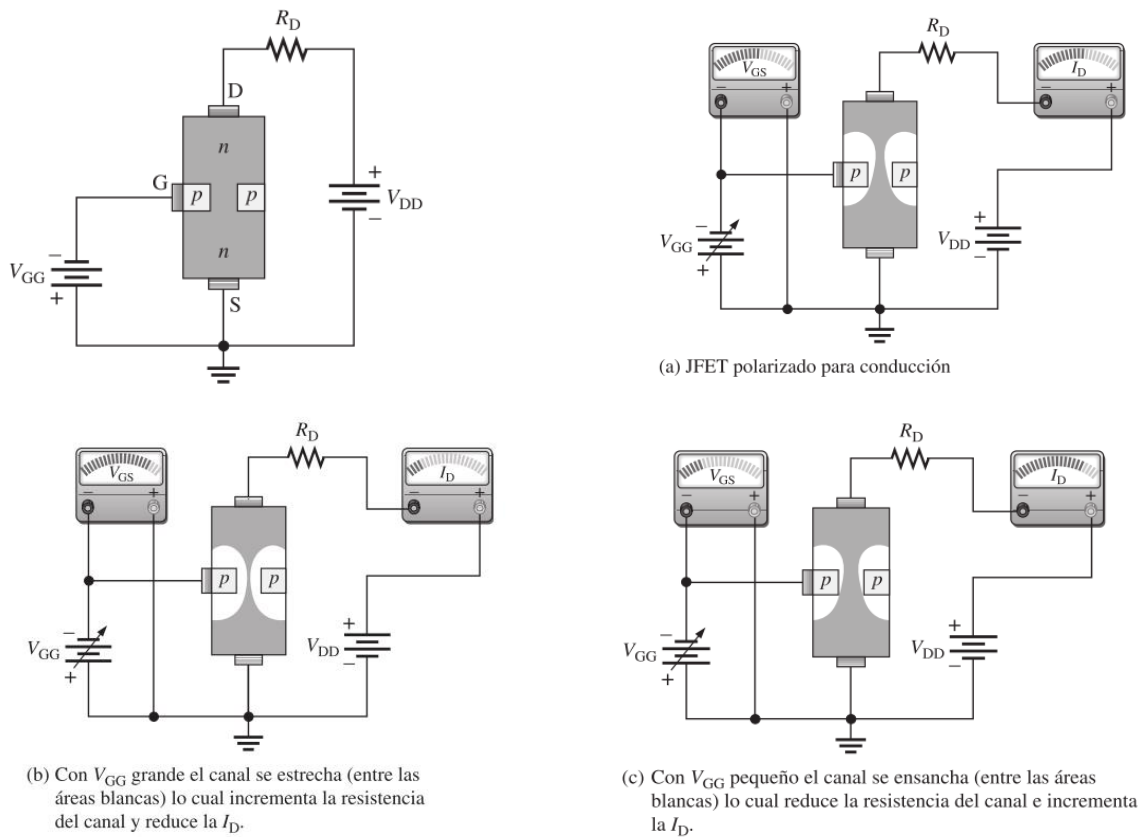 R_D
D
n
G
p
p
+
V_DD
−
n
−
V_GG
+
S
R_D
V_GS
− +
I_D
− +
p
p
−
V_GG
+
+
V_DD
−
(a) JFET polarizado para conducción
R_D
V_GS
− +
I_D
− +
p
p
−
V_GG
+
+
V_DD
−
(b) Con V_GG grande el canal se estrecha (entre las
áreas blancas) lo cual incrementa la resistencia
del canal y reduce la I_D.
R_D
V_GS
− +
I_D
− +
p
p
−
V_GG
+
+
V_DD
−
(c) Con V_GG pequeño el canal se ensancha (entre las áreas
blancas) lo cual reduce la resistencia del canal e incrementa
la I_D.